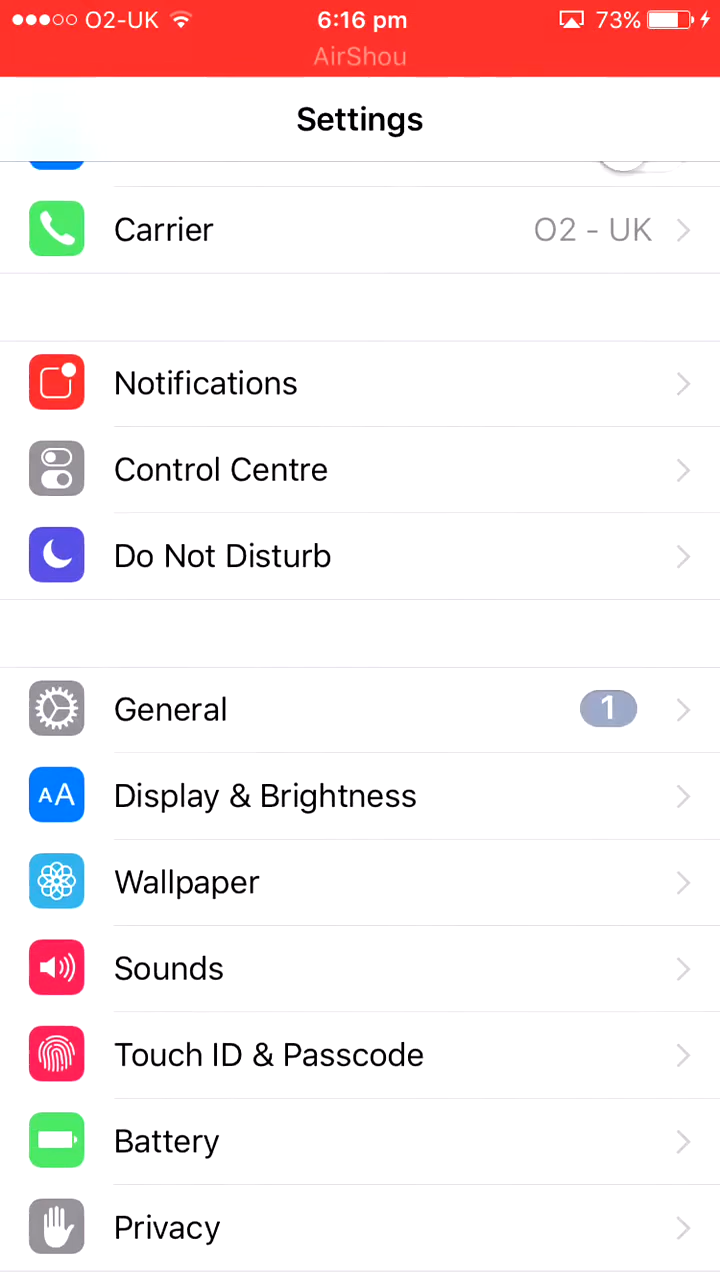 O2-UK 6:16 pm 73%
AirShou
Settings
Carrier O2 - UK
Notifications
Control Centre
Do Not Disturb
General 1
AA Display & Brightness
Wallpaper
Sounds
Touch ID & Passcode
Battery
Privacy